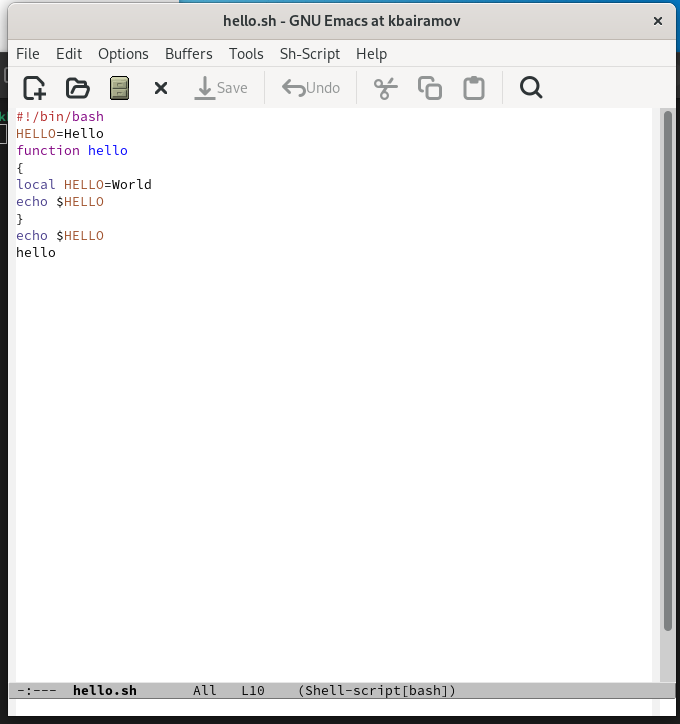 hello.sh - GNU Emacs at kbairamov
File Edit Options Buffers Tools Sh-Script Help
Save Undo
#!/bin/bash
HELLO=Hello
function hello
{
local HELLO=World
echo $HELLO
}
echo $HELLO
hello
-:--- hello.sh All L10 (Shell-script[bash])